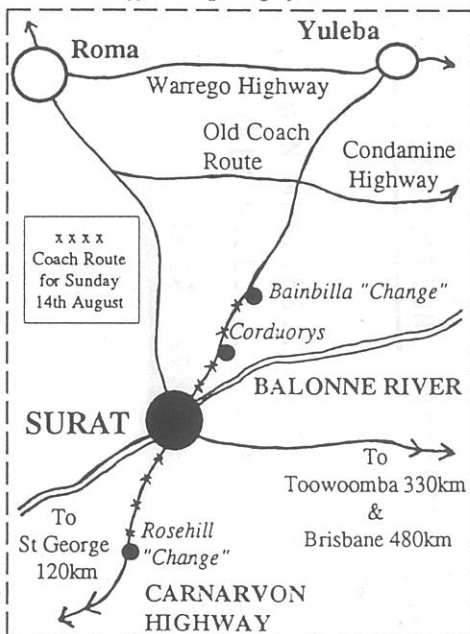 Roma
Yuleba
Warrego Highway
Old Coach
Route
Condamine
Highway
x x x x
Coach Route
for Sunday
14th August
Bainbilla "Change"
Corduorys
BALONNE RIVER
SURAT
To
Toowoomba 330km
&
Brisbane 480km
To
St George
120km
Rosehill
"Change"
CARNARVON
HIGHWAY